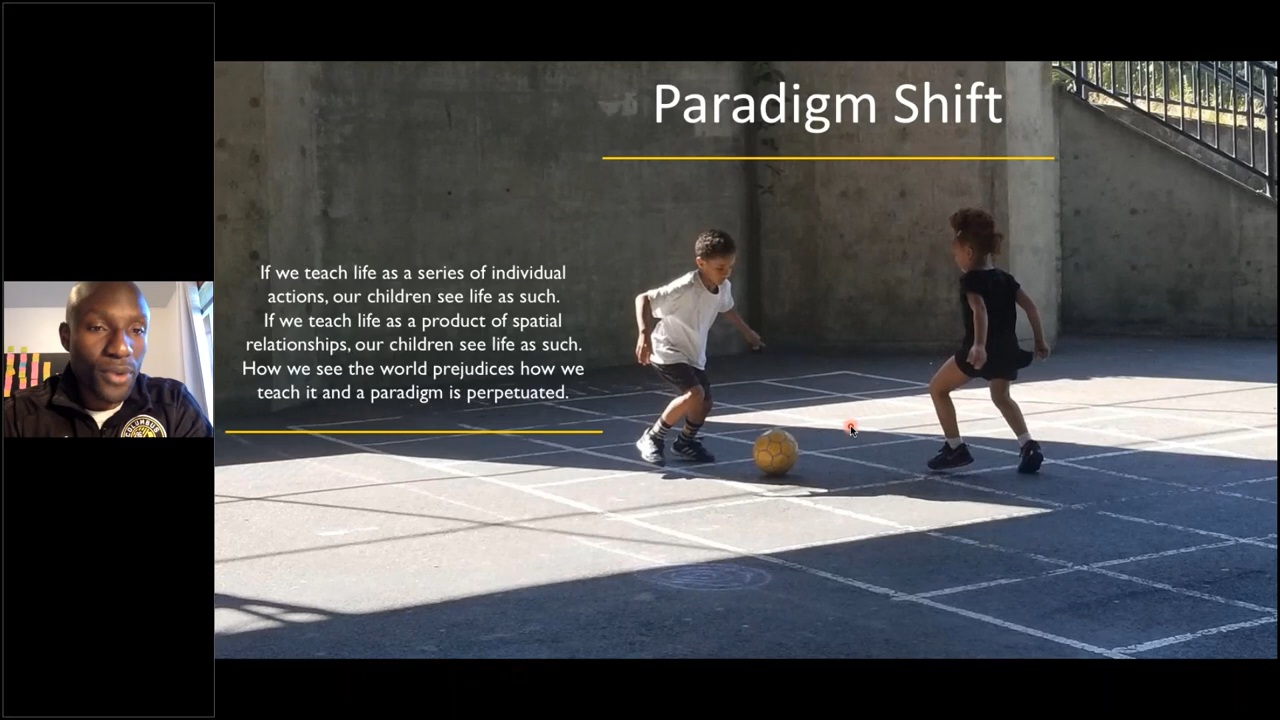 Paradigm Shift
If we teach life as a series of individual
actions, our children see life as such.
If we teach life as a product of spatial
relationships, our children see life as such.
How we see the world prejudices how we
teach it and a paradigm is perpetuated.
COLUMBUS